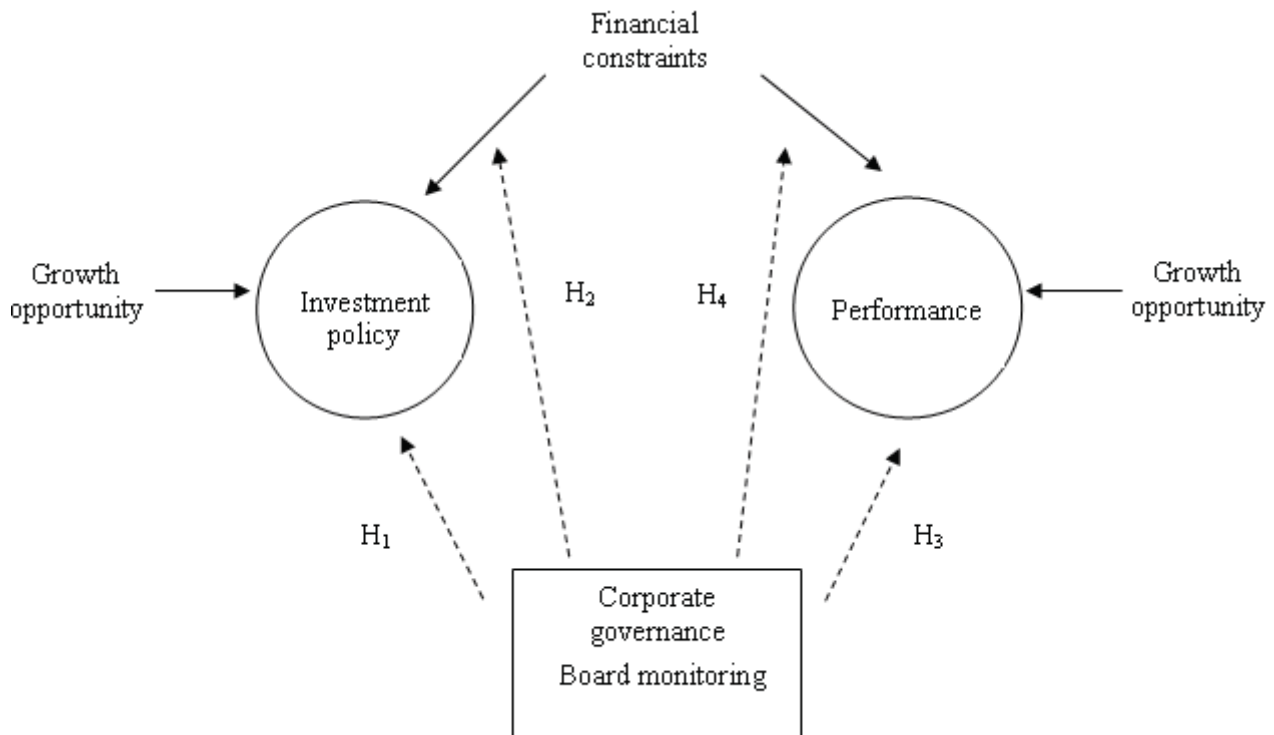 Financial
constraints
Growth
opportunity
Investment
policy
H₂
H₄
Performance
Growth
opportunity
H₁
H₃
Corporate
governance
Board monitoring